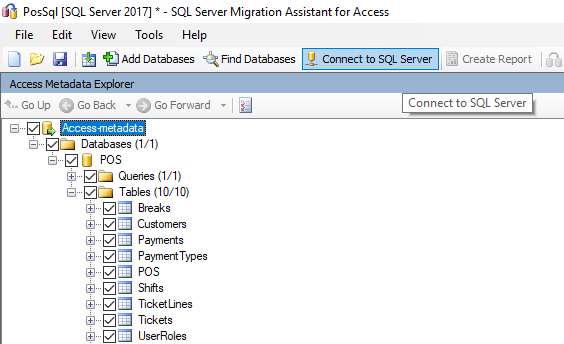 PosSql [SQL Server 2017] * - SQL Server Migration Assistant for Access
File Edit View Tools Help
Add Databases Find Databases Connect to SQL Server Create Report
Access Metadata Explorer
Go Up Go Back Go Forward Connect to SQL Server
Access-metadata
Databases (1/1)
POS
Queries (1/1)
Tables (10/10)
Breaks
Customers
Payments
PaymentTypes
POS
Shifts
TicketLines
Tickets
UserRoles